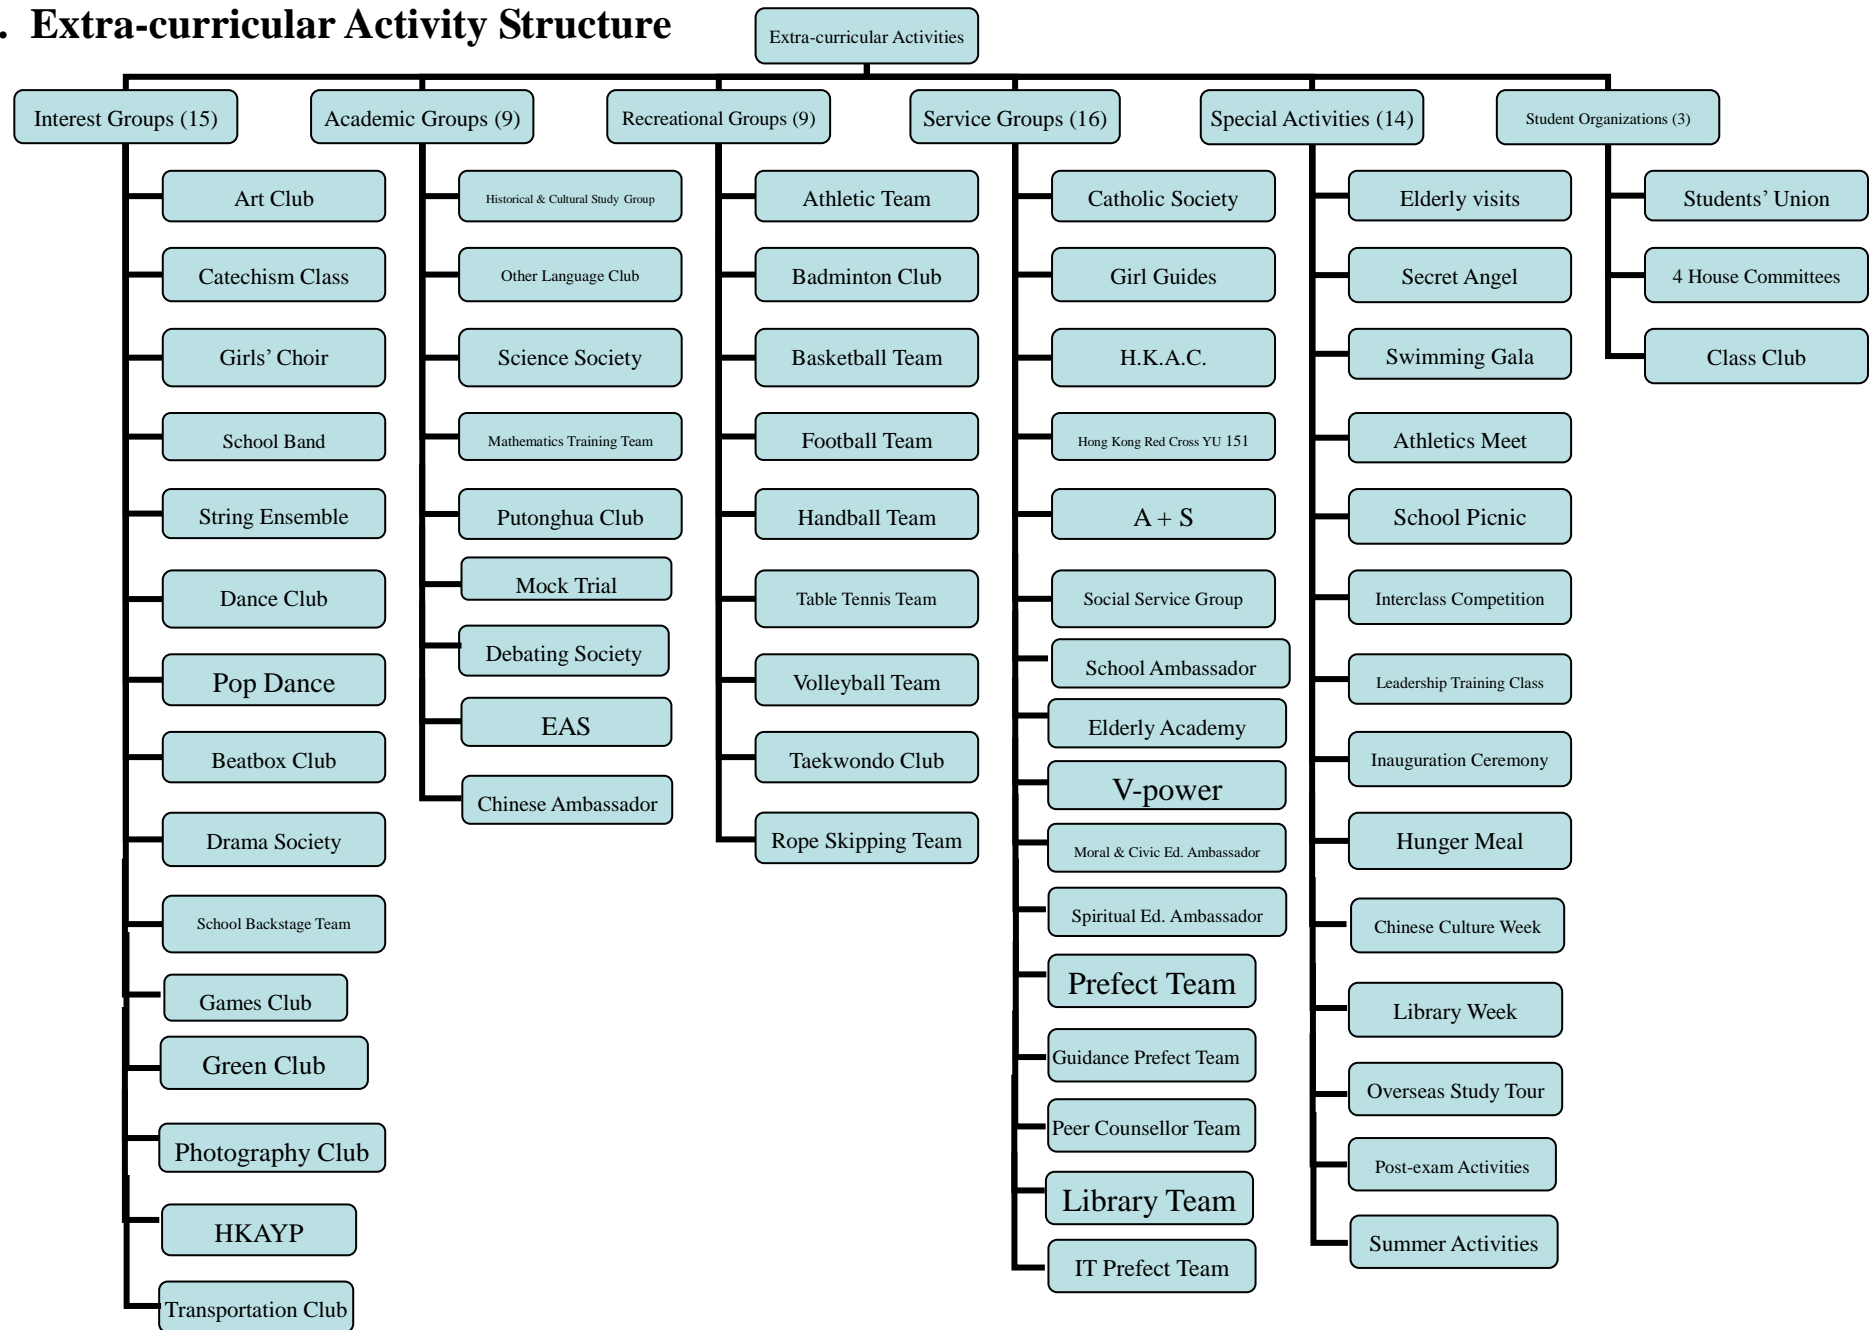 . Extra-curricular Activity Structure
Extra-curricular Activities
Interest Groups (15)
Academic Groups (9)
Recreational Groups (9)
Service Groups (16)
Special Activities (14)
Student Organizations (3)
Art Club
Catechism Class
Girls’ Choir
School Band
String Ensemble
Dance Club
Pop Dance
Beatbox Club
Drama Society
School Backstage Team
Games Club
Green Club
Photography Club
HKAYP
Transportation Club
Historical & Cultural Study Group
Other Language Club
Science Society
Mathematics Training Team
Putonghua Club
Mock Trial
Debating Society
EAS
Chinese Ambassador
Athletic Team
Badminton Club
Basketball Team
Football Team
Handball Team
Table Tennis Team
Volleyball Team
Taekwondo Club
Rope Skipping Team
Catholic Society
Girl Guides
H.K.A.C.
Hong Kong Red Cross YU 151
A + S
Social Service Group
School Ambassador
Elderly Academy
V-power
Moral & Civic Ed. Ambassador
Spiritual Ed. Ambassador
Prefect Team
Guidance Prefect Team
Peer Counsellor Team
Library Team
IT Prefect Team
Elderly visits
Secret Angel
Swimming Gala
Athletics Meet
School Picnic
Interclass Competition
Leadership Training Class
Inauguration Ceremony
Hunger Meal
Chinese Culture Week
Library Week
Overseas Study Tour
Post-exam Activities
Summer Activities
Students’ Union
4 House Committees
Class Club